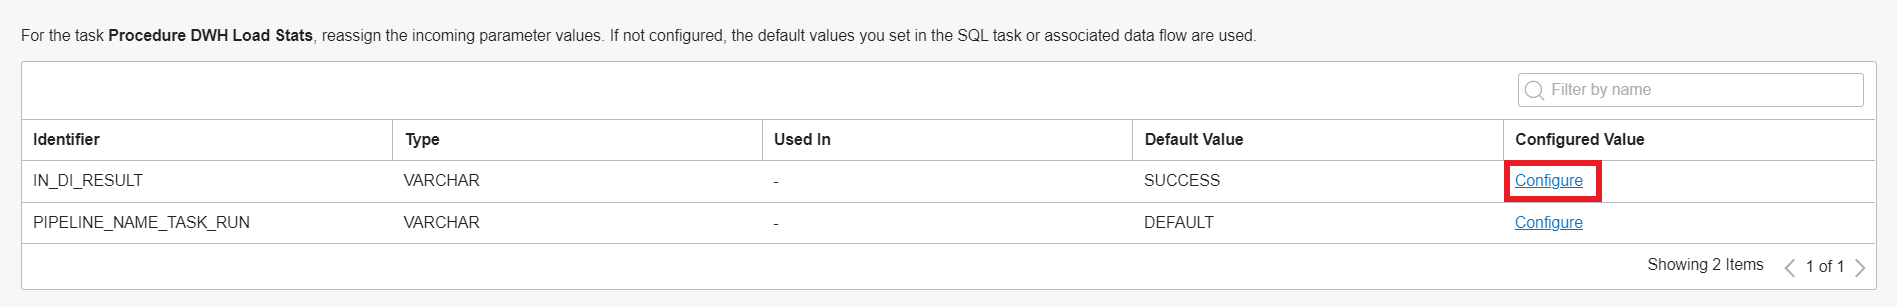 For the task Procedure DWH Load Stats, reassign the incoming parameter values. If not configured, the default values you set in the SQL task or associated data flow are used.
Filter by name
Identifier Type Used In Default Value Configured Value
IN_DI_RESULT VARCHAR - SUCCESS Configure
PIPELINE_NAME_TASK_RUN VARCHAR - DEFAULT Configure
Showing 2 Items 1 of 1